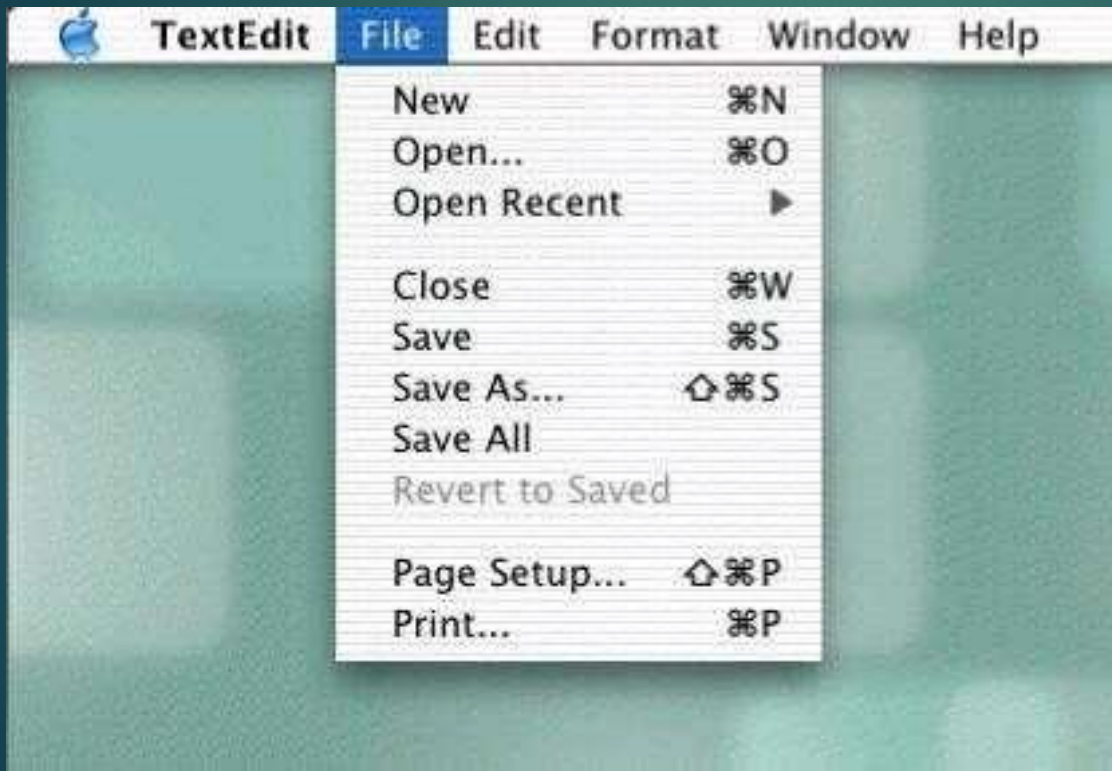 TextEdit File Edit Format Window Help
New ⌘N
Open... ⌘O
Open Recent ▶
Close ⌘W
Save ⌘S
Save As... ⇧⌘S
Save All
Revert to Saved
Page Setup... ⇧⌘P
Print... ⌘P